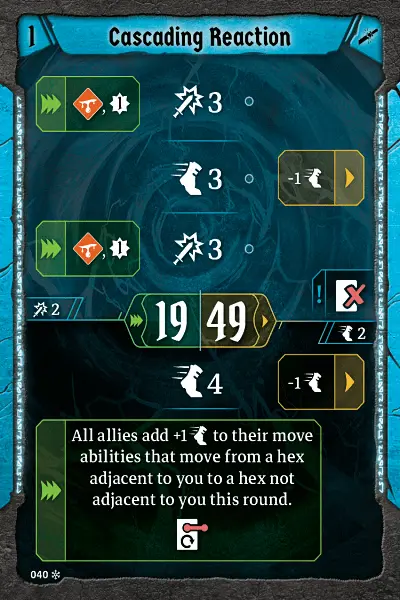 1 Cascading Reaction
, 1 3
3 -1
, 1 3
!
2 19 49 2
4 -1
All allies add +1 to their move
abilities that move from a hex
adjacent to you to a hex not
adjacent to you this round.
040